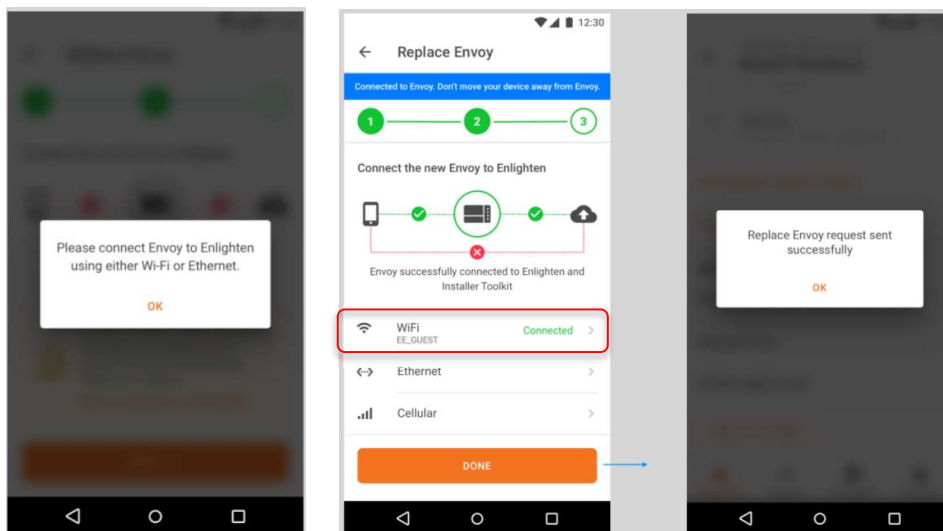 Please connect Envoy to Enlighten
using either Wi-Fi or Ethernet.
OK
12:30
Replace Envoy
Connected to Envoy. Don't move your device away from Envoy.
1
2
3
Connect the new Envoy to Enlighten
Envoy successfully connected to Enlighten and
Installer Toolkit
WiFi
EE_GUEST
Connected
Ethernet
Cellular
DONE
Replace Envoy request sent
successfully
OK